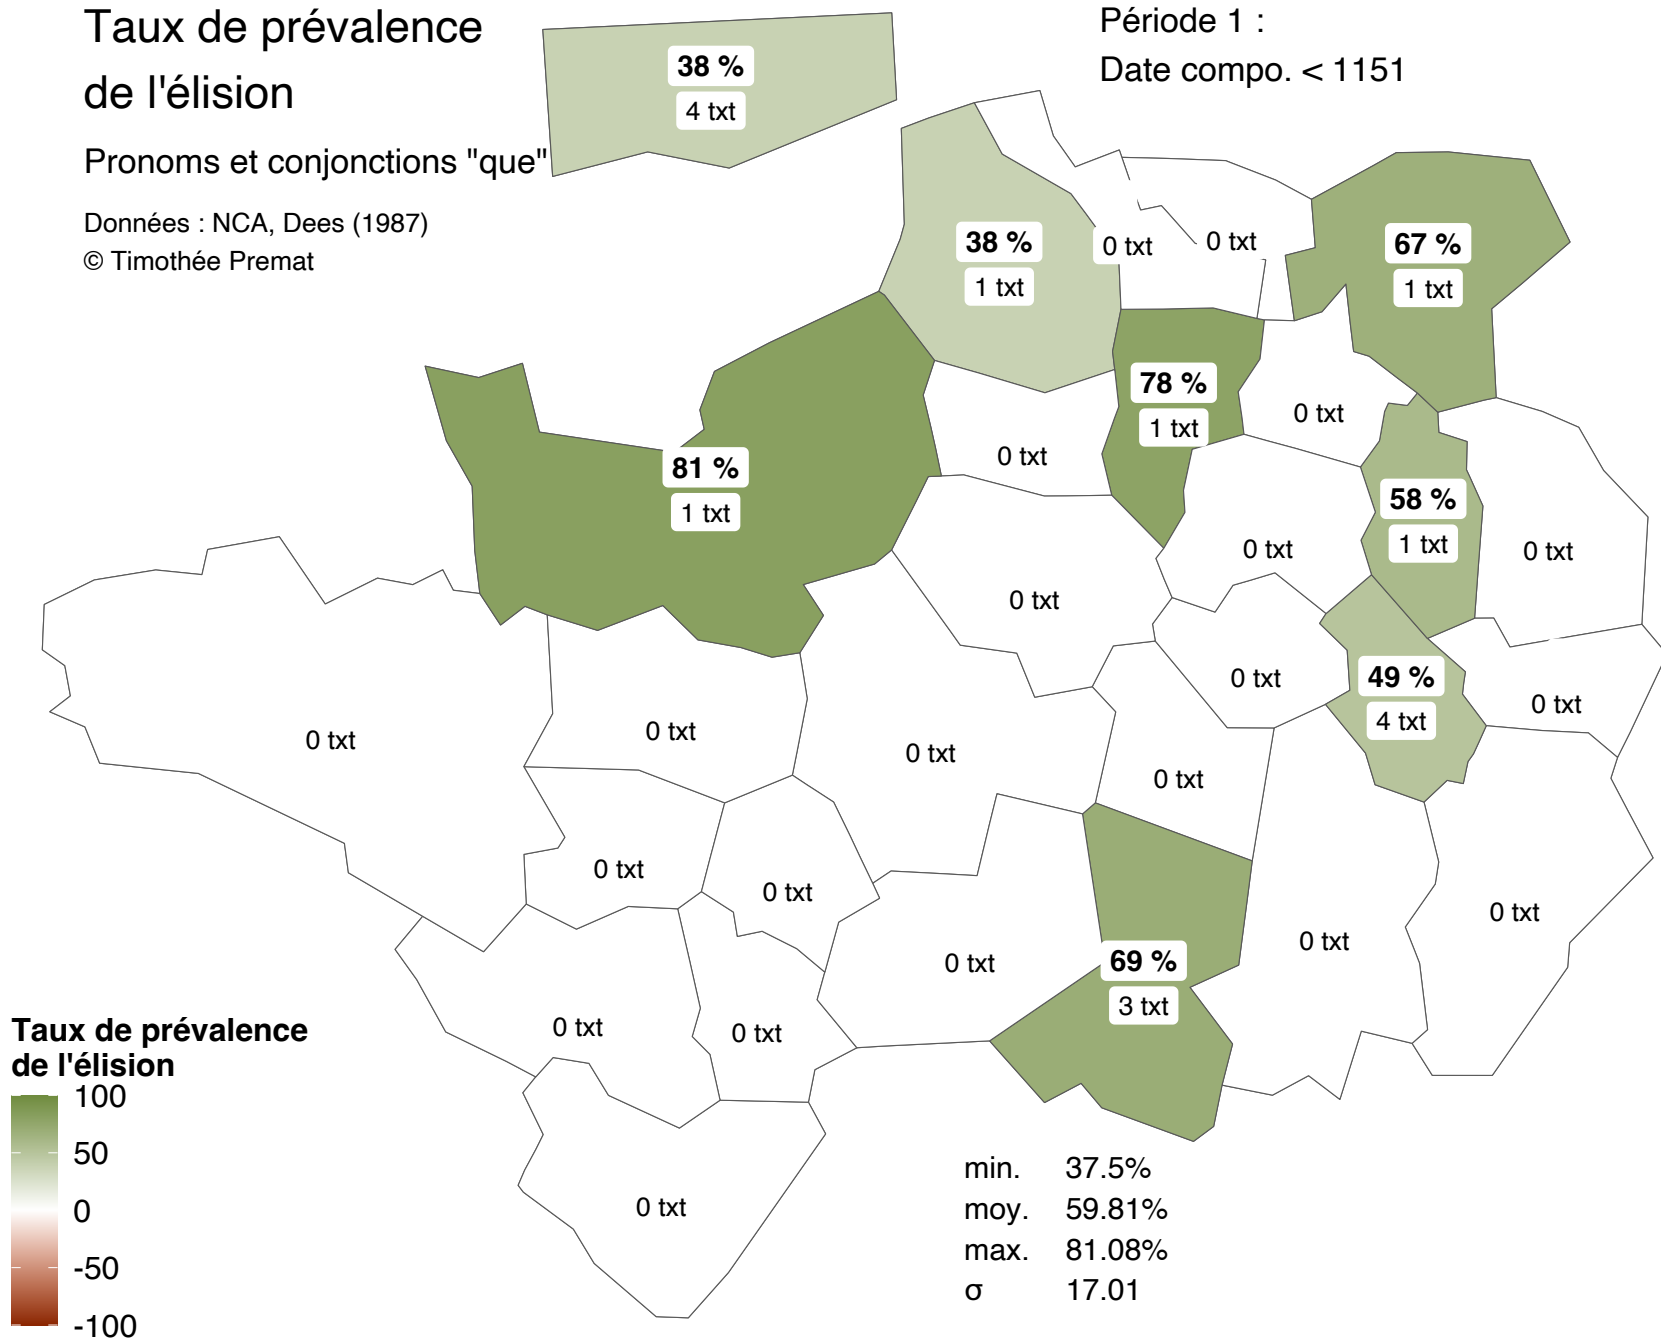 Taux de prévalence
de l'élision
Pronoms et conjonctions "que"
Données : NCA, Dees (1987)
© Timothée Premat
Période 1 :
Date compo. < 1151
38 %
4 txt
38 %
1 txt
0 txt
0 txt
67 %
1 txt
78 %
1 txt
0 txt
81 %
1 txt
0 txt
58 %
1 txt
0 txt
0 txt
0 txt
0 txt
49 %
4 txt
0 txt
0 txt
0 txt
0 txt
0 txt
0 txt
0 txt
0 txt
0 txt
69 %
3 txt
0 txt
0 txt
0 txt
0 txt
0 txt
Taux de prévalence
de l'élision
100
50
0
-50
-100
min. 37.5%
moy. 59.81%
max. 81.08%
σ 17.01